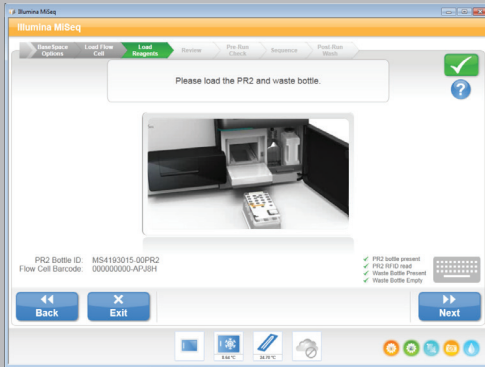 Illumina MiSeq
Illumina MiSeq
BaseSpace Options
Load Flow Cell
Load Reagents
Review
Pre-Run Check
Sequence
Post-Run Wash
Please load the PR2 and waste bottle.
PR2 Bottle ID: MS4193015-00PR2
Flow Cell Barcode: 000000000-APJ8H
PR2 bottle present
PR2 RFID read
Waste Bottle Present
Waste Bottle Empty
Back
Exit
Next
24.19 °C